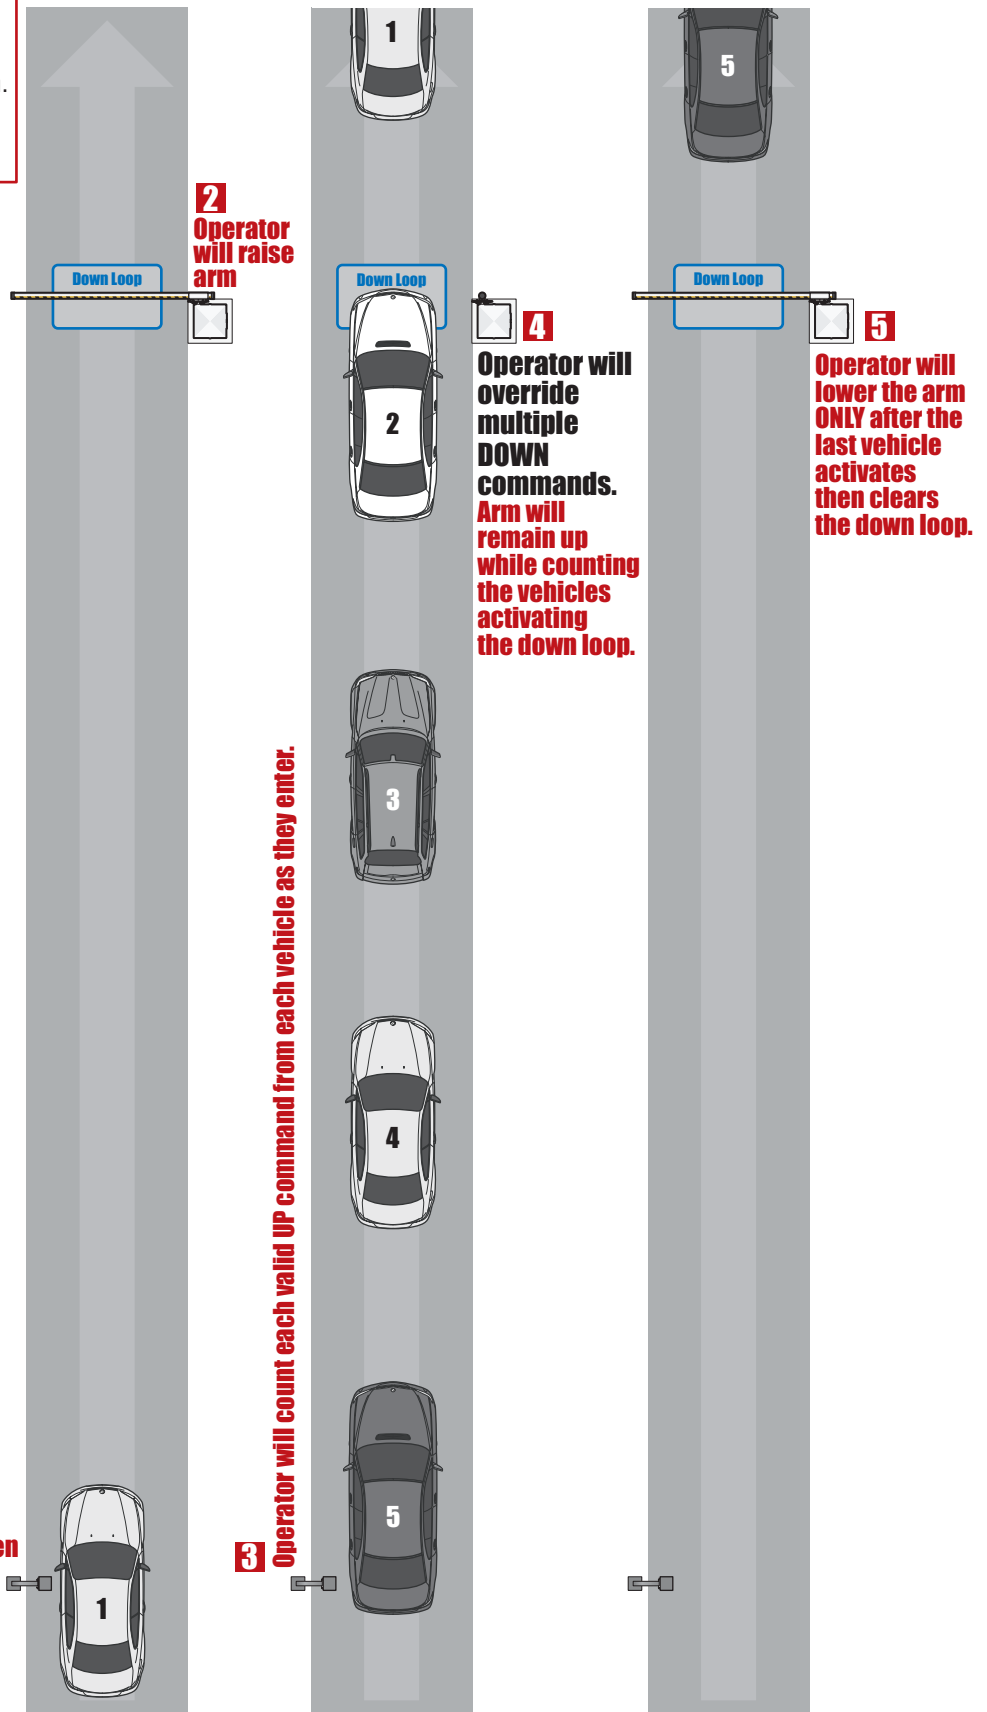 2
Operator
will raise
arm
Down Loop
1
en
3
Operator will count each valid UP command from each vehicle as they enter.
1
Down Loop
2
3
4
5
4
Operator will
override
multiple
DOWN
commands.
Arm will
remain up
while counting
the vehicles
activating
the down loop.
5
Down Loop
5
Operator will
lower the arm
ONLY after the
last vehicle
activates
then clears
the down loop.